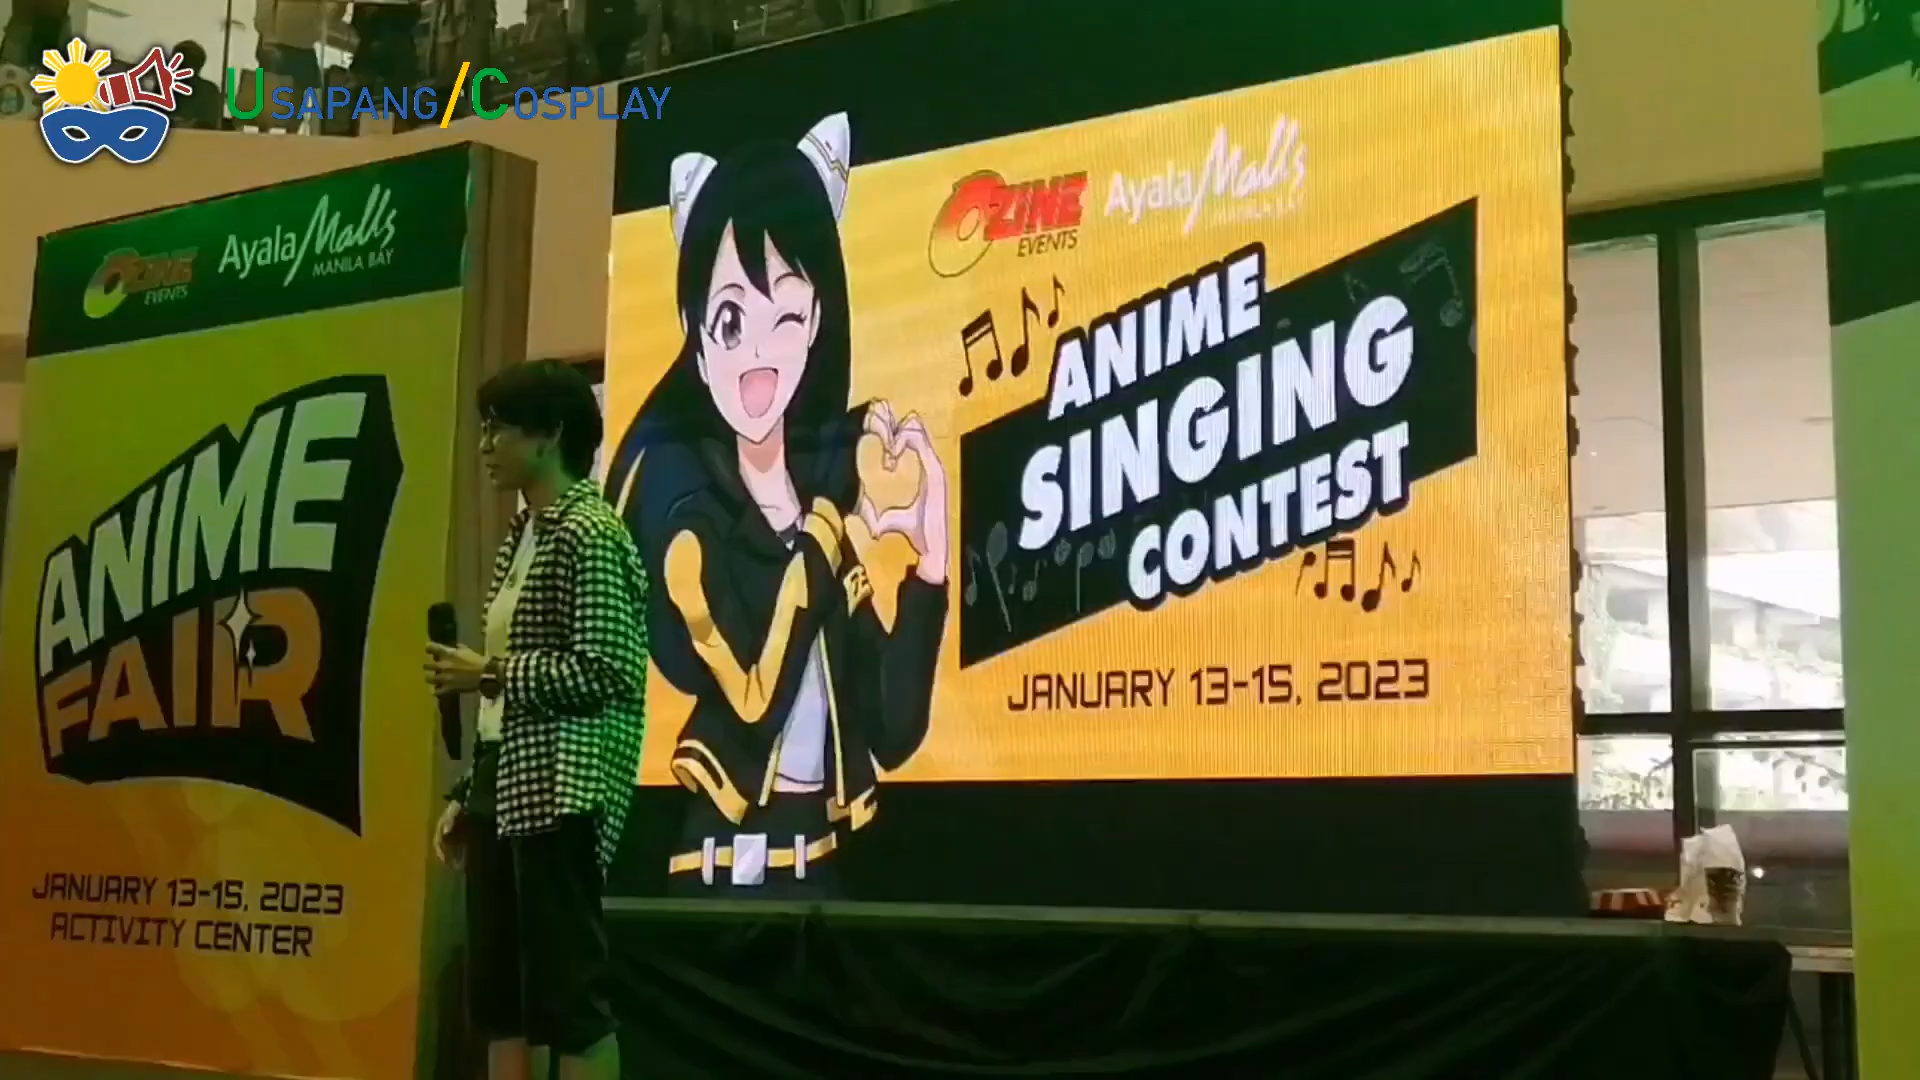 USAPANG/COSPLAY
OZINE
EVENTS
Ayala Malls
MANILA BAY
ANIME
FAIR
JANUARY 13-15, 2023
ACTIVITY CENTER
OZINE
EVENTS
Ayala Malls
MANILA BAY
ANIME
SINGING
CONTEST
JANUARY 13-15, 2023